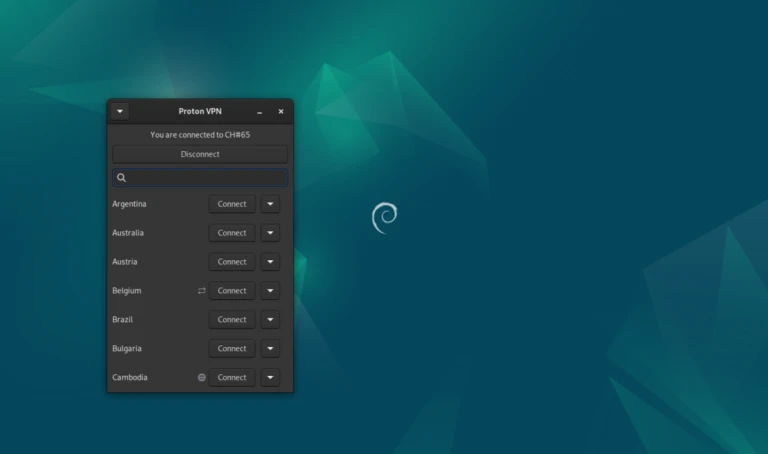 Proton VPN
You are connected to CH#65
Disconnect
Argentina Connect
Australia Connect
Austria Connect
Belgium Connect
Brazil Connect
Bulgaria Connect
Cambodia Connect